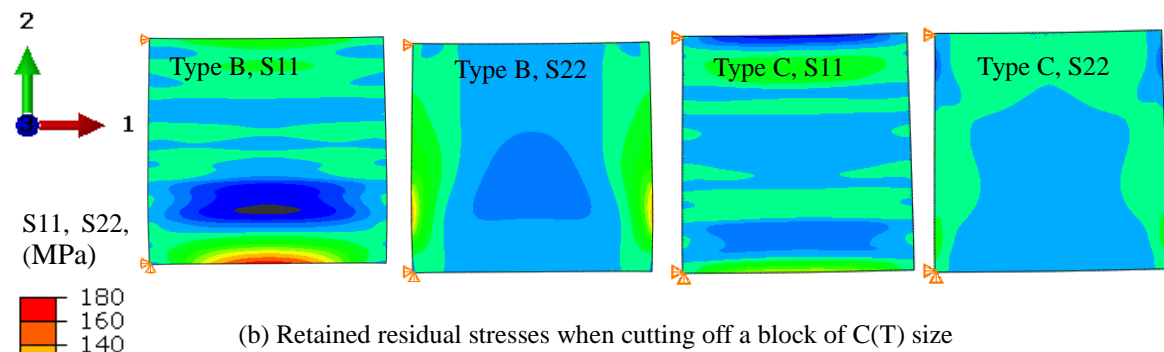 2
Type B, S11
Type B, S22
Type C, S11
Type C, S22
3
1
S11, S22,
(MPa)
180
160
140
(b) Retained residual stresses when cutting off a block of C(T) size